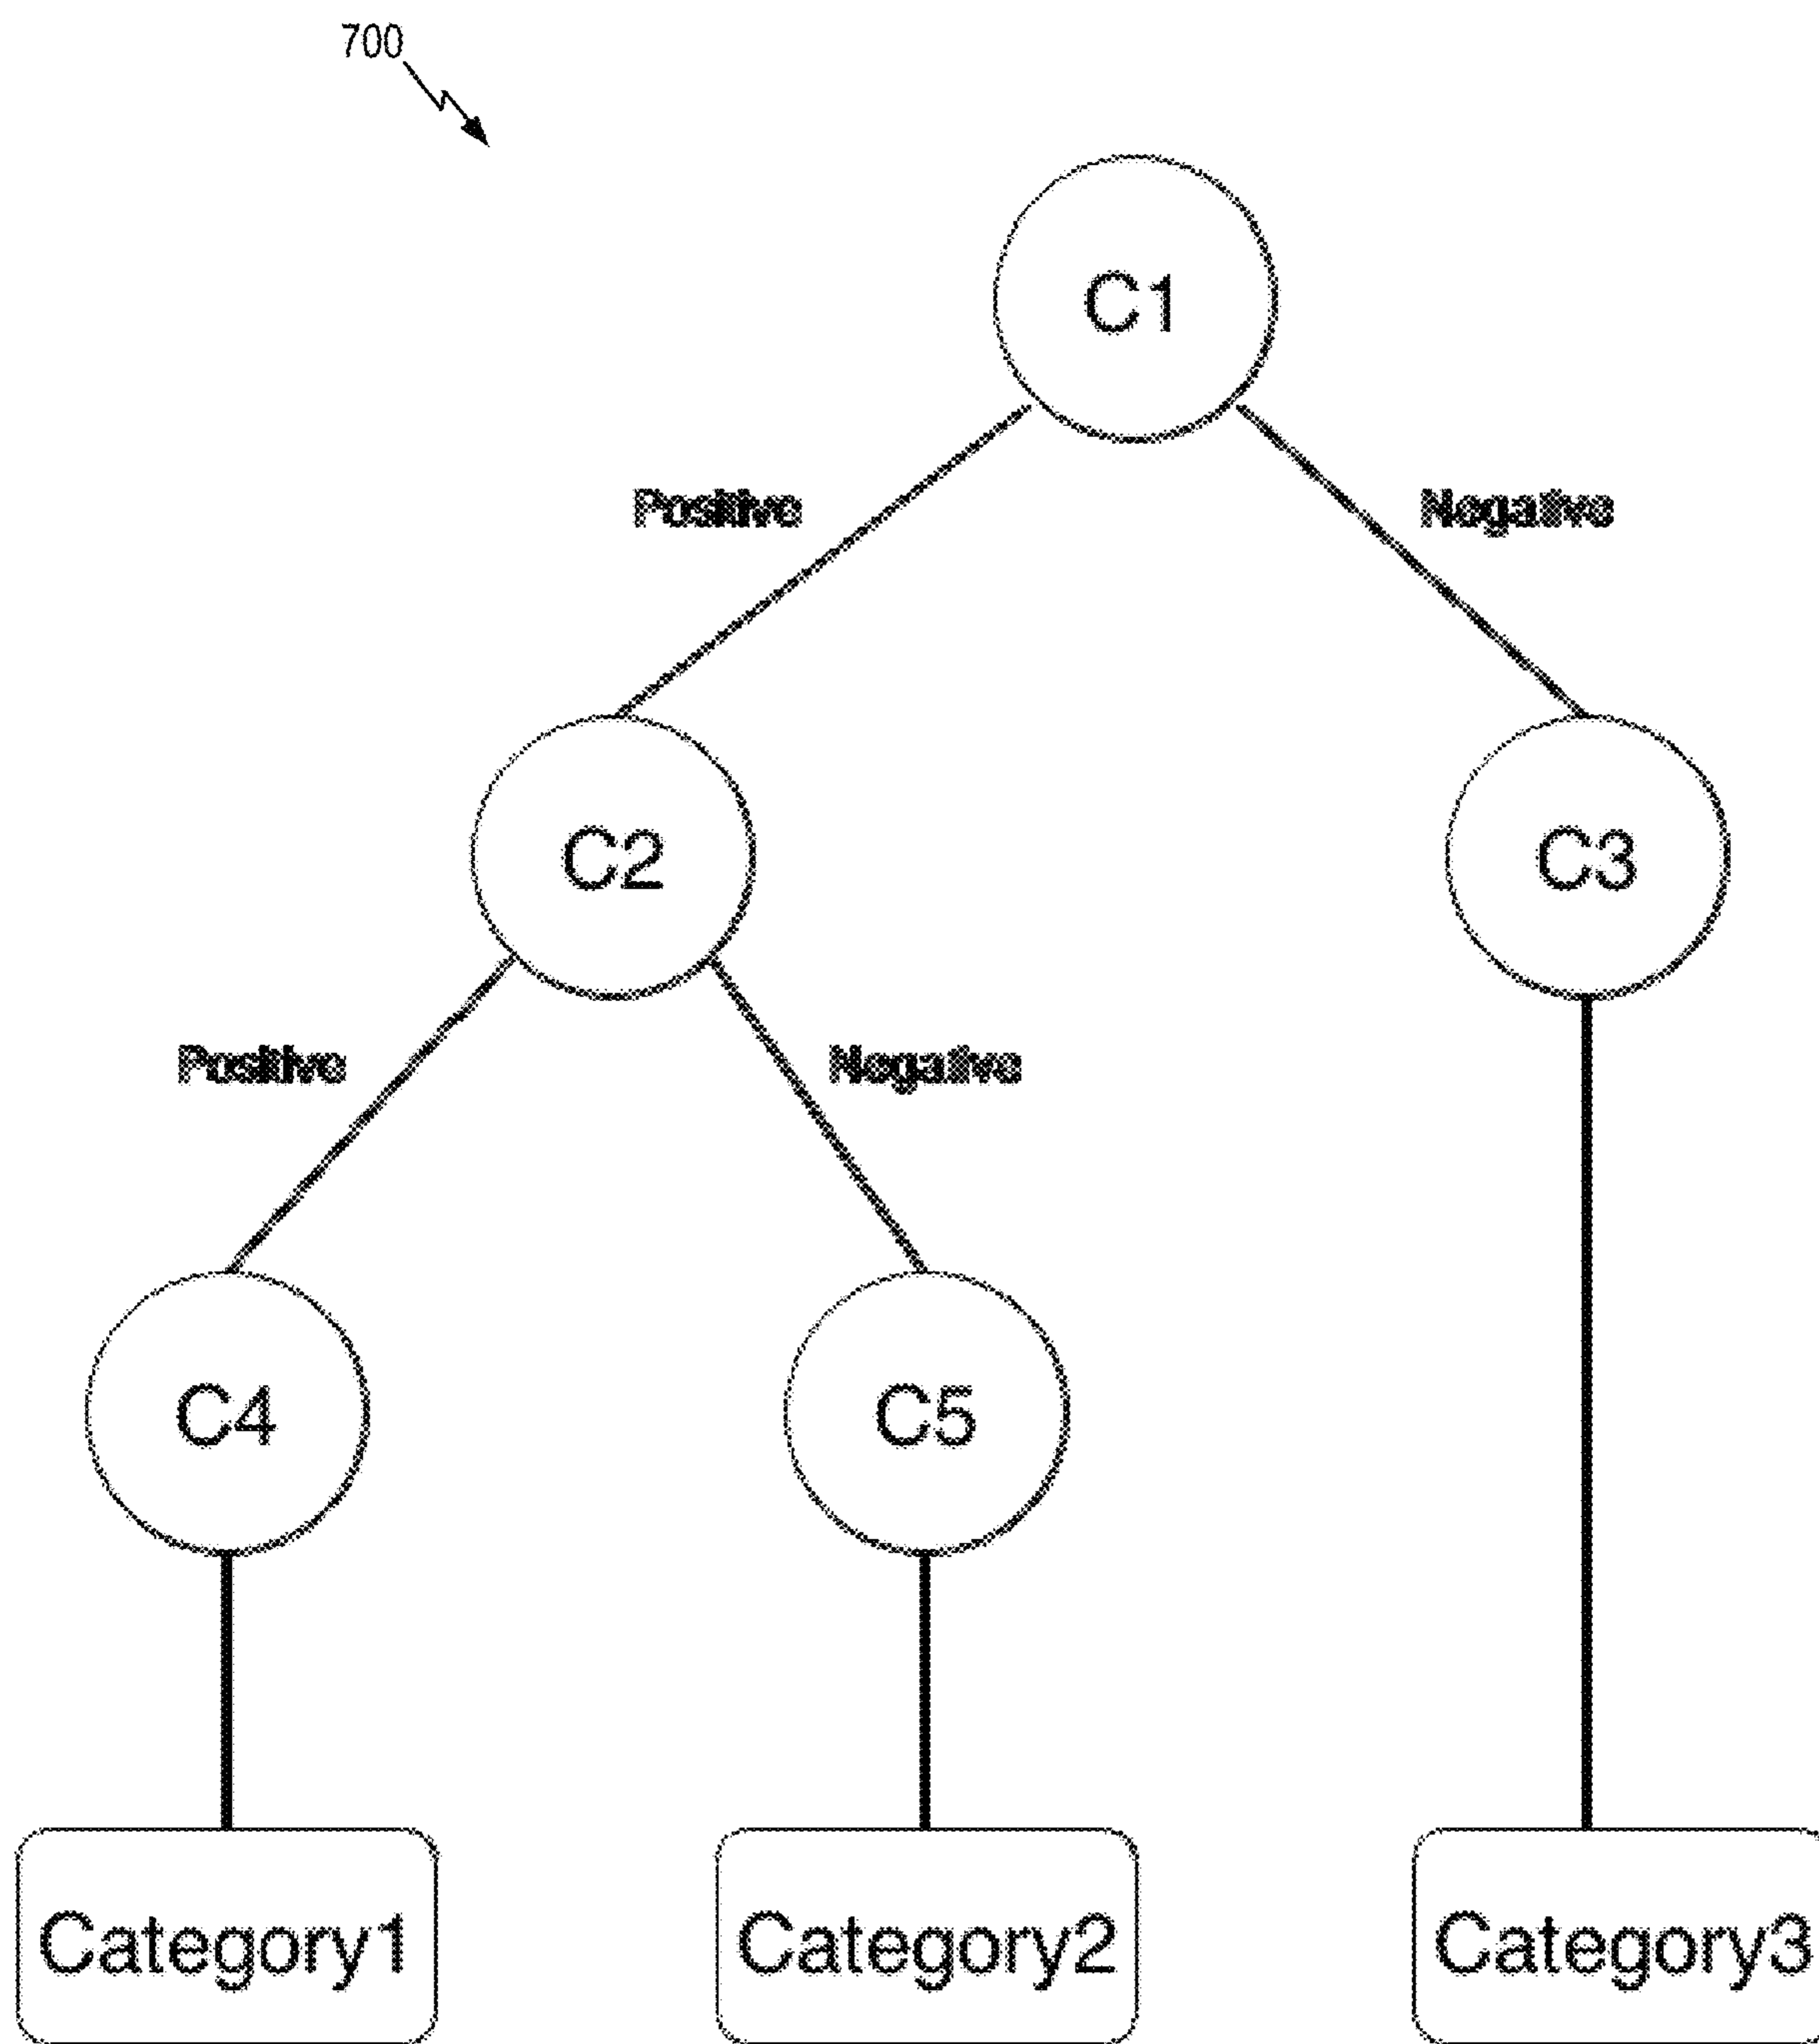 700
C1
Positive
Negative
C2
C3
Positive
Negative
C4
C5
Category1
Category2
Category3